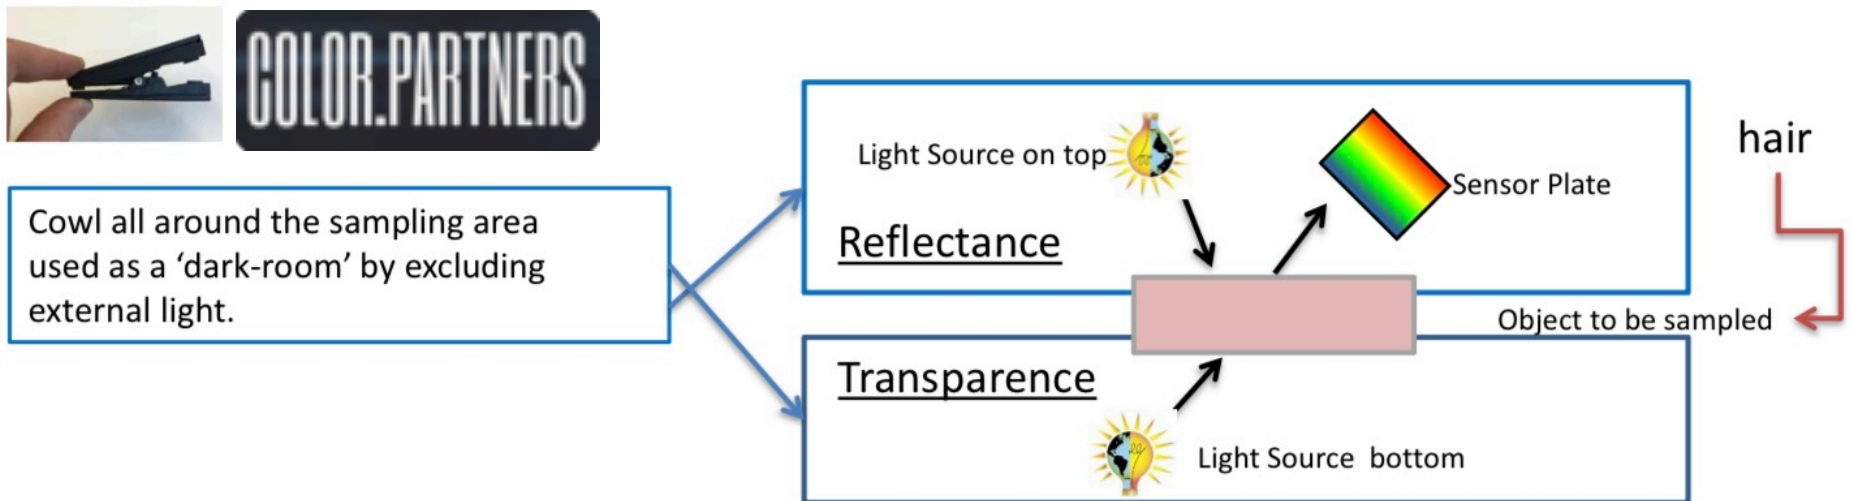 COLOR.PARTNERS
Cowl all around the sampling area
used as a ‘dark-room’ by excluding
external light.
Light Source on top
Sensor Plate
Reflectance
hair
Object to be sampled
Transparence
Light Source bottom